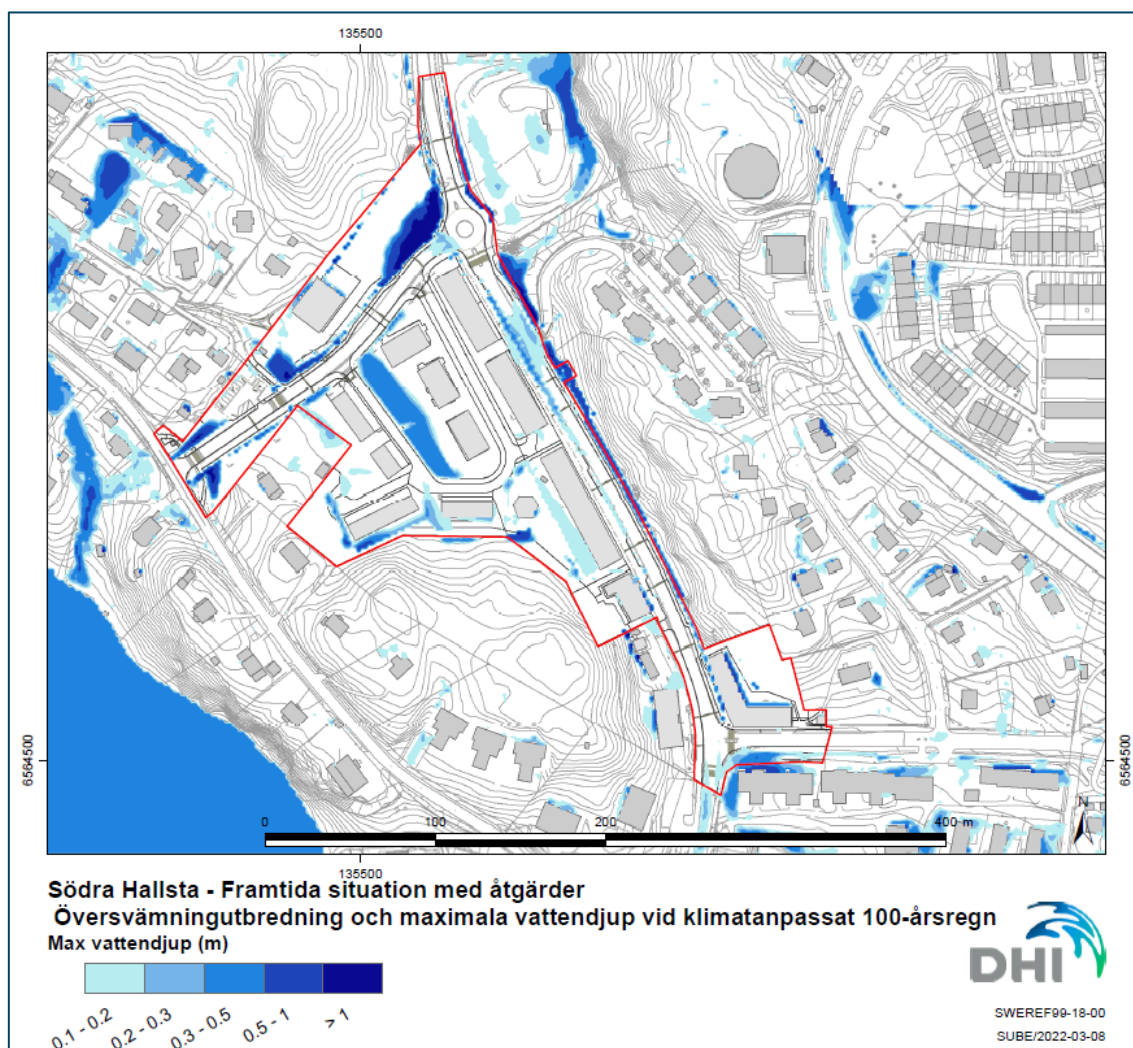 135500
6564500
6564500
N
0
100
200
400 m
135500
Södra Hallsta - Framtida situation med åtgärder
Översvämningutbredning och maximala vattendjup vid klimatanpassat 100-årsregn
Max vattendjup (m)
0.1 - 0.2
0.2 - 0.3
0.3 - 0.5
0.5 - 1
> 1
DHI
SWEREF99-18-00
SUBE/2022-03-08